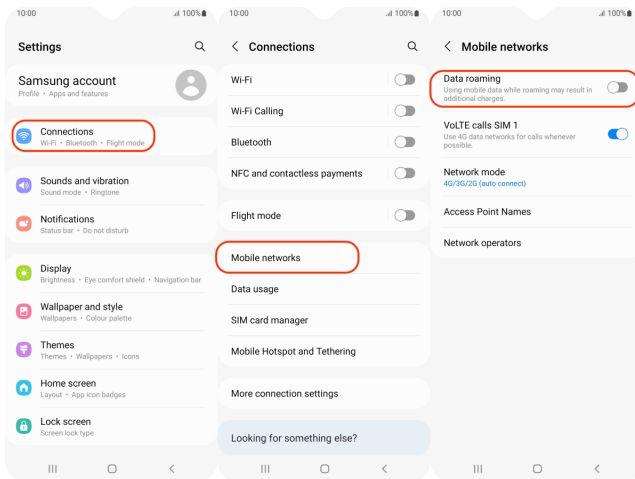 10:00
100%
Settings
Samsung account
Profile • Apps and features
Connections
Wi-Fi • Bluetooth • Flight mode
Sounds and vibration
Sound mode • Ringtone
Notifications
Status bar • Do not disturb
Display
Brightness • Eye comfort shield • Navigation bar
Wallpaper and style
Wallpapers • Colour palette
Themes
Themes • Wallpapers • Icons
Home screen
Layout • App icon badges
Lock screen
Screen lock type
10:00
100%
Connections
Wi-Fi
Wi-Fi Calling
Bluetooth
NFC and contactless payments
Flight mode
Mobile networks
Data usage
SIM card manager
Mobile Hotspot and Tethering
More connection settings
Looking for something else?
10:00
100%
Mobile networks
Data roaming
Using mobile data while roaming may result in
additional charges.
VoLTE calls SIM 1
Use 4G data networks for calls whenever
possible.
Network mode
4G/3G/2G (auto connect)
Access Point Names
Network operators